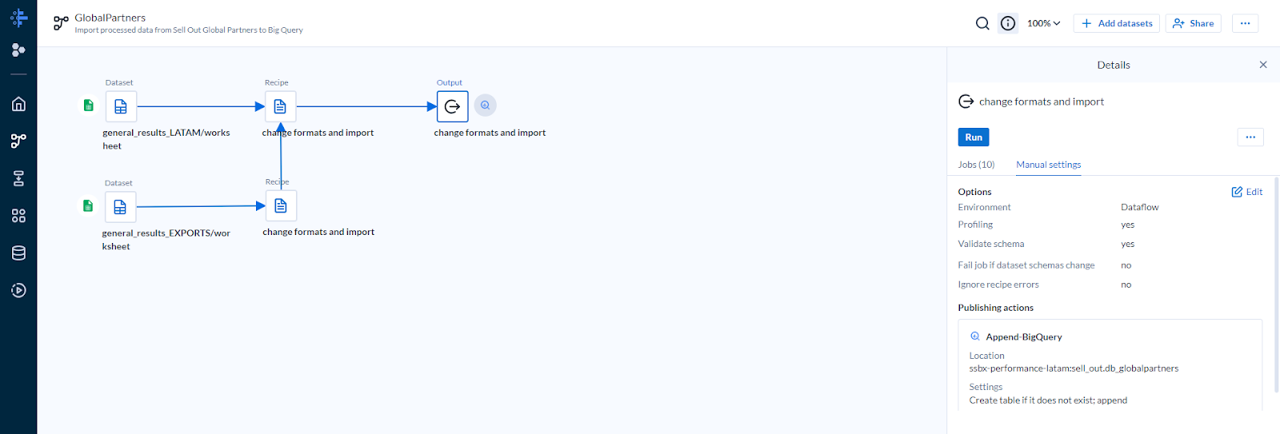 GlobalPartners
Import processed data from Sell Out Global Partners to Big Query
100%
Add datasets
Share
Dataset
Recipe
Output
general_results_LATAM/works
heet
change formats and import
change formats and import
Dataset
Recipe
general_results_EXPORTS/wor
ksheet
change formats and import
Details
change formats and import
Run
Jobs (10)
Manual settings
Options
Edit
Environment
Dataflow
Profiling
yes
Validate schema
yes
Fail job if dataset schemas change
no
Ignore recipe errors
no
Publishing actions
Append-BigQuery
Location
ssbx-performance-latam:sell_out.db_globalpartners
Settings
Create table if it does not exist; append